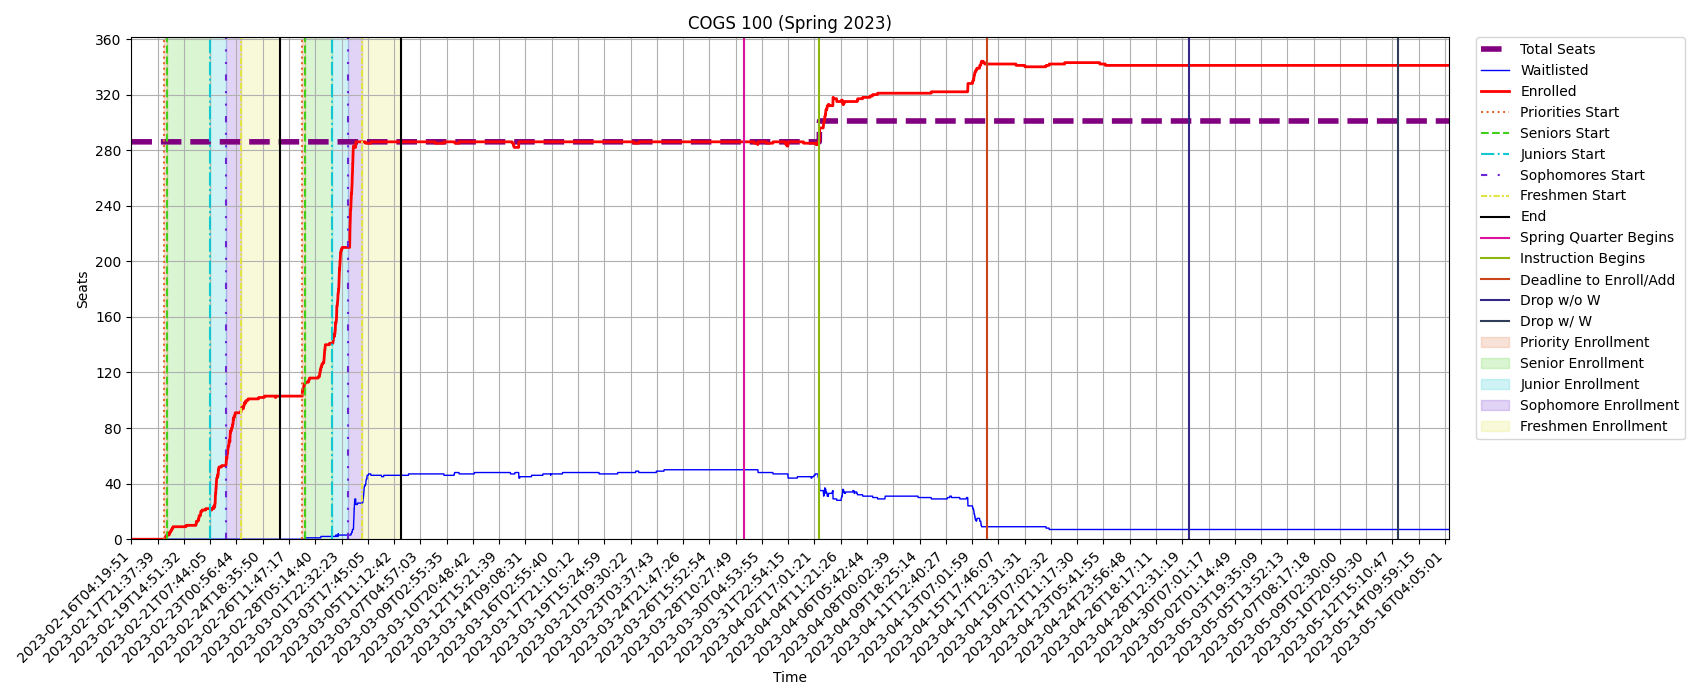 COGS 100 (Spring 2023)
Seats
360
320
280
240
200
160
120
80
40
0
2023-02-16T04:19:51
2023-02-17T21:37:39
2023-02-19T14:51:32
2023-02-21T07:44:05
2023-02-23T00:56:44
2023-02-24T18:35:50
2023-02-26T11:47:17
2023-02-28T05:14:40
2023-03-01T22:32:23
2023-03-03T17:45:05
2023-03-05T11:12:42
2023-03-07T04:57:03
2023-03-09T02:55:35
2023-03-10T20:48:42
2023-03-12T15:21:39
2023-03-14T09:08:31
2023-03-16T02:55:40
2023-03-17T21:10:12
2023-03-19T15:24:59
2023-03-21T09:30:22
2023-03-23T03:37:43
2023-03-24T21:47:26
2023-03-26T15:52:54
2023-03-28T10:27:49
2023-03-30T04:53:55
2023-03-31T22:54:15
2023-04-02T17:01:21
2023-04-04T11:21:26
2023-04-06T05:42:44
2023-04-08T00:02:39
2023-04-09T18:25:14
2023-04-11T12:40:27
2023-04-13T07:01:59
2023-04-15T17:46:07
2023-04-17T12:31:31
2023-04-19T07:02:32
2023-04-21T11:17:30
2023-04-23T05:41:55
2023-04-24T23:56:48
2023-04-26T18:17:11
2023-04-28T12:31:19
2023-04-30T07:01:17
2023-05-02T01:14:49
2023-05-03T19:35:09
2023-05-05T13:52:13
2023-05-07T08:17:18
2023-05-09T02:30:00
2023-05-10T20:50:30
2023-05-12T15:10:47
2023-05-14T09:59:15
2023-05-16T04:05:01
Time
Total Seats
Waitlisted
Enrolled
Priorities Start
Seniors Start
Juniors Start
Sophomores Start
Freshmen Start
End
Spring Quarter Begins
Instruction Begins
Deadline to Enroll/Add
Drop w/o W
Drop w/ W
Priority Enrollment
Senior Enrollment
Junior Enrollment
Sophomore Enrollment
Freshmen Enrollment